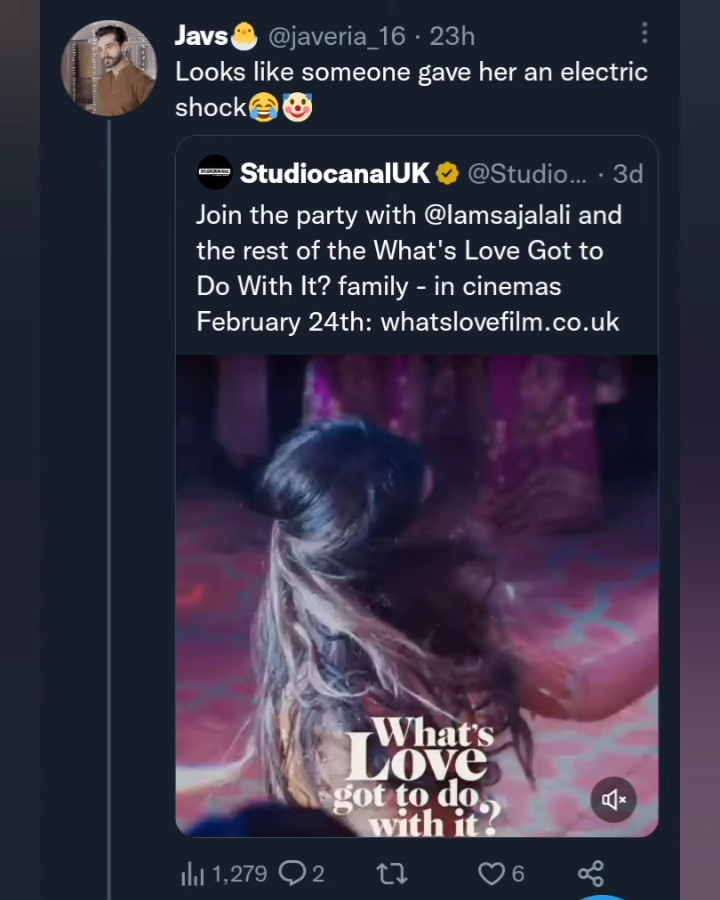 Javs🐣 @javeria_16 · 23h
Looks like someone gave her an electric
shock😂🤡
StudiocanalUK @Studio... · 3d
Join the party with @Iamsajalali and
the rest of the What's Love Got to
Do With It? family - in cinemas
February 24th: whatslovefilm.co.uk
What's
Love
got to do
with it?
1,279 2 6